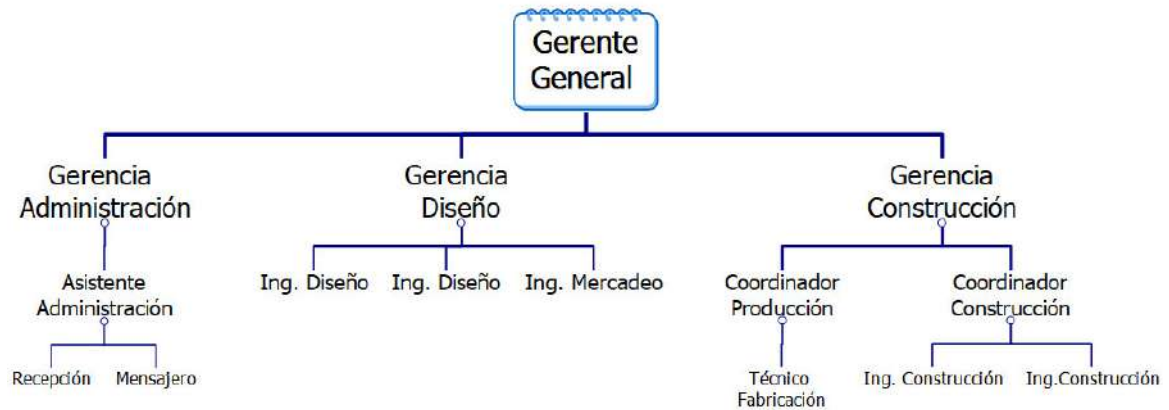 Gerente
General
Gerencia
Administración
Gerencia
Diseño
Gerencia
Construcción
Asistente
Administración
Ing. Diseño
Ing. Diseño
Ing. Mercadeo
Coordinador
Producción
Coordinador
Construcción
Recepción
Mensajero
Técnico
Fabricación
Ing. Construcción
Ing.Construcción